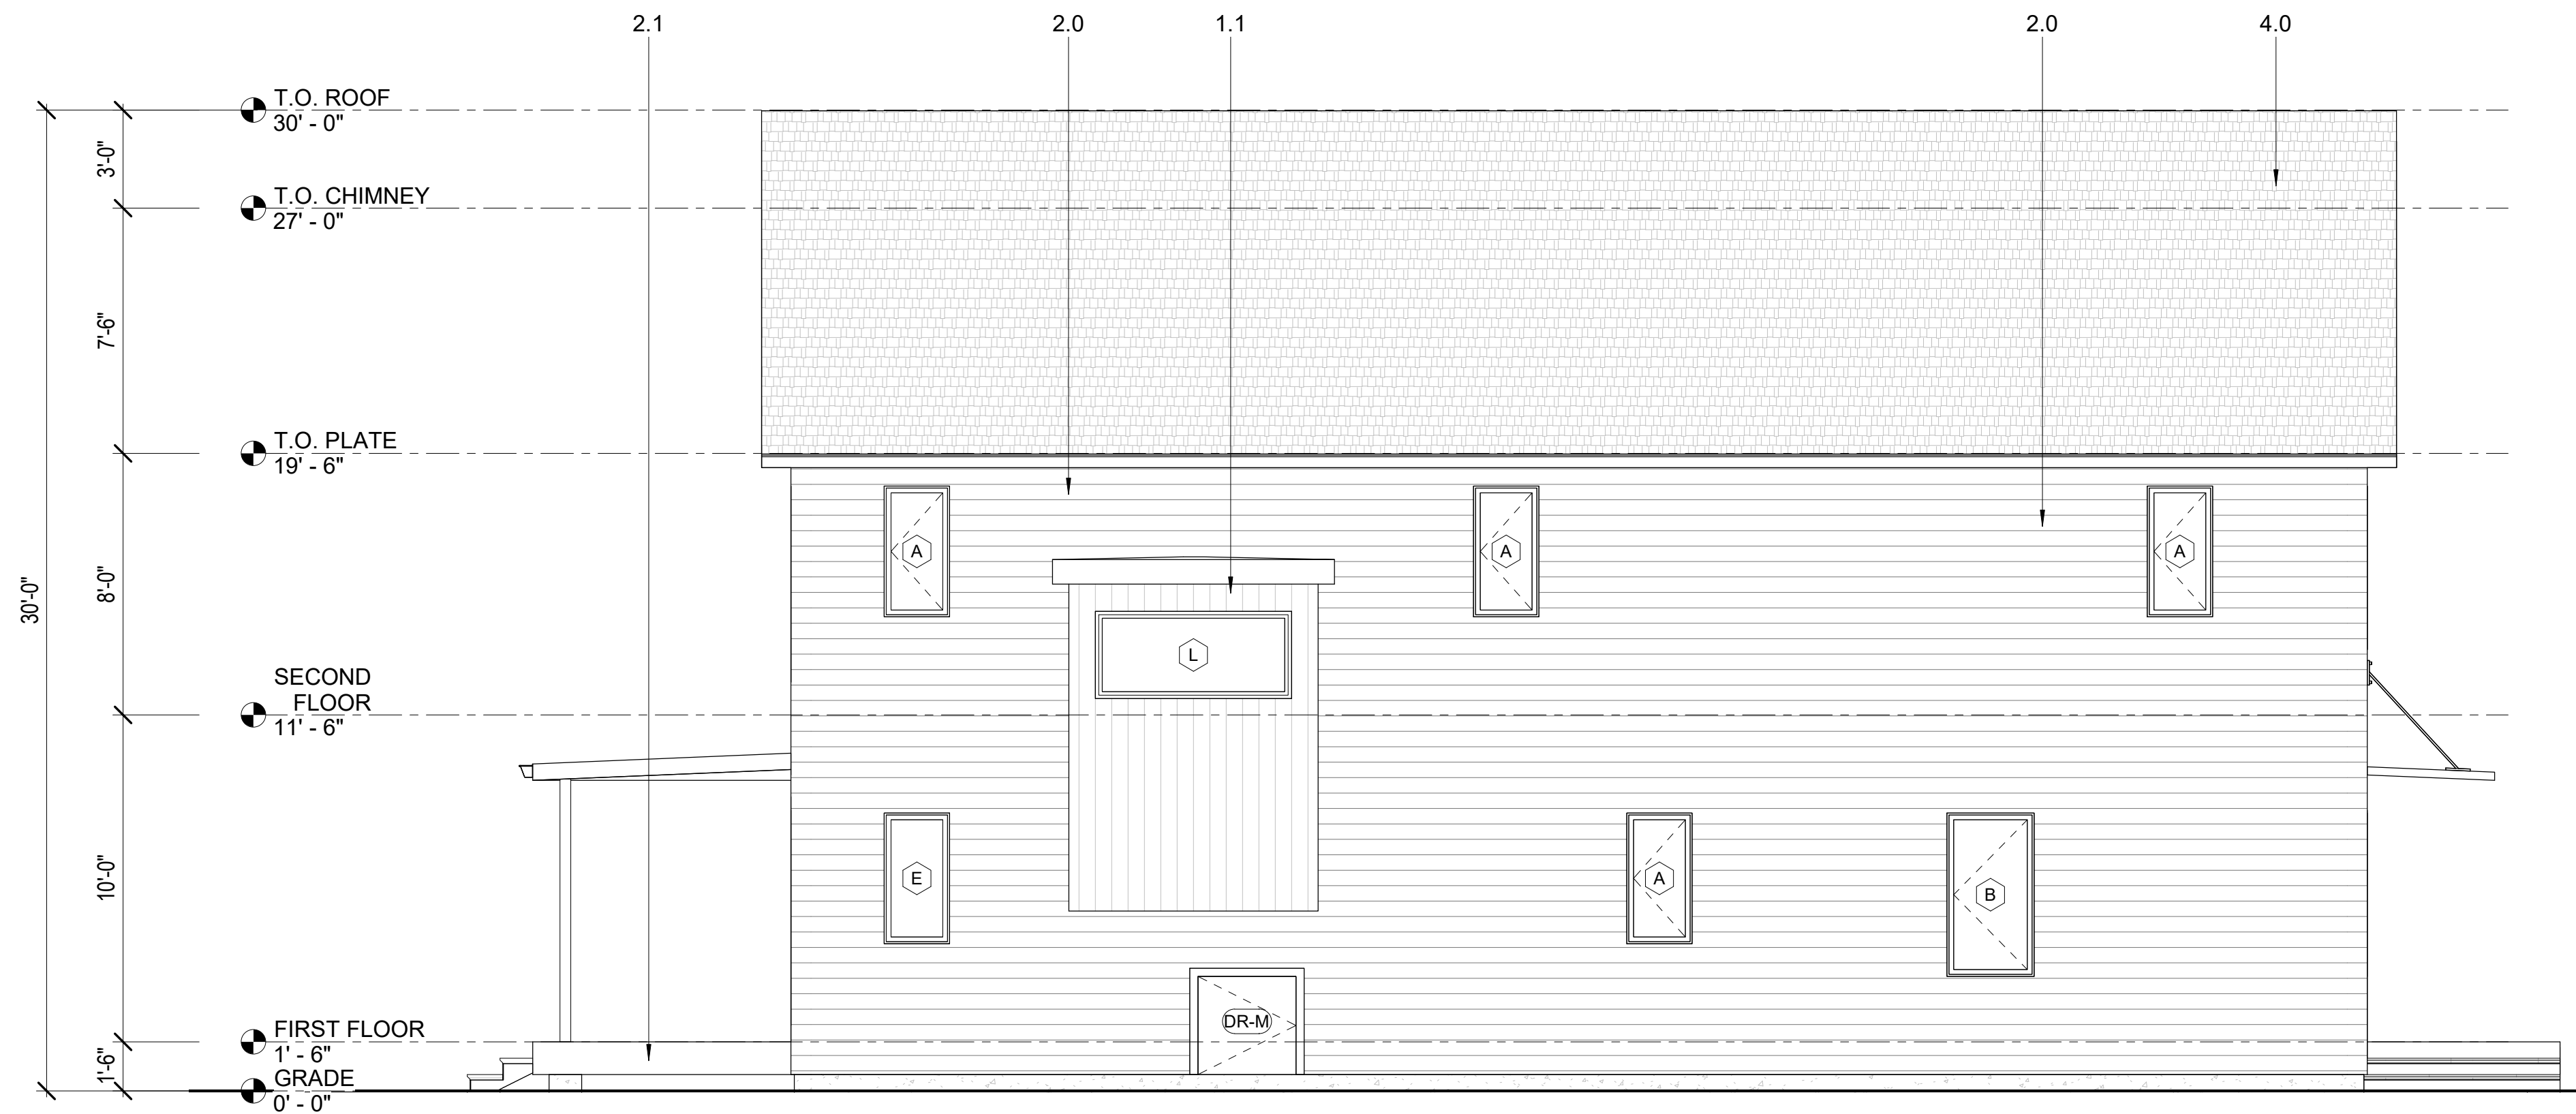 2.1
2.0
1.1
2.0
4.0
T.O. ROOF
30' - 0"
3'-0"
T.O. CHIMNEY
27' - 0"
7'-6"
T.O. PLATE
19' - 6"
A
A
A
30'-0"
8'-0"
L
SECOND
FLOOR
11' - 6"
10'-0"
E
A
B
DR-M
FIRST FLOOR
1' - 6"
1'-6"
GRADE
0' - 0"